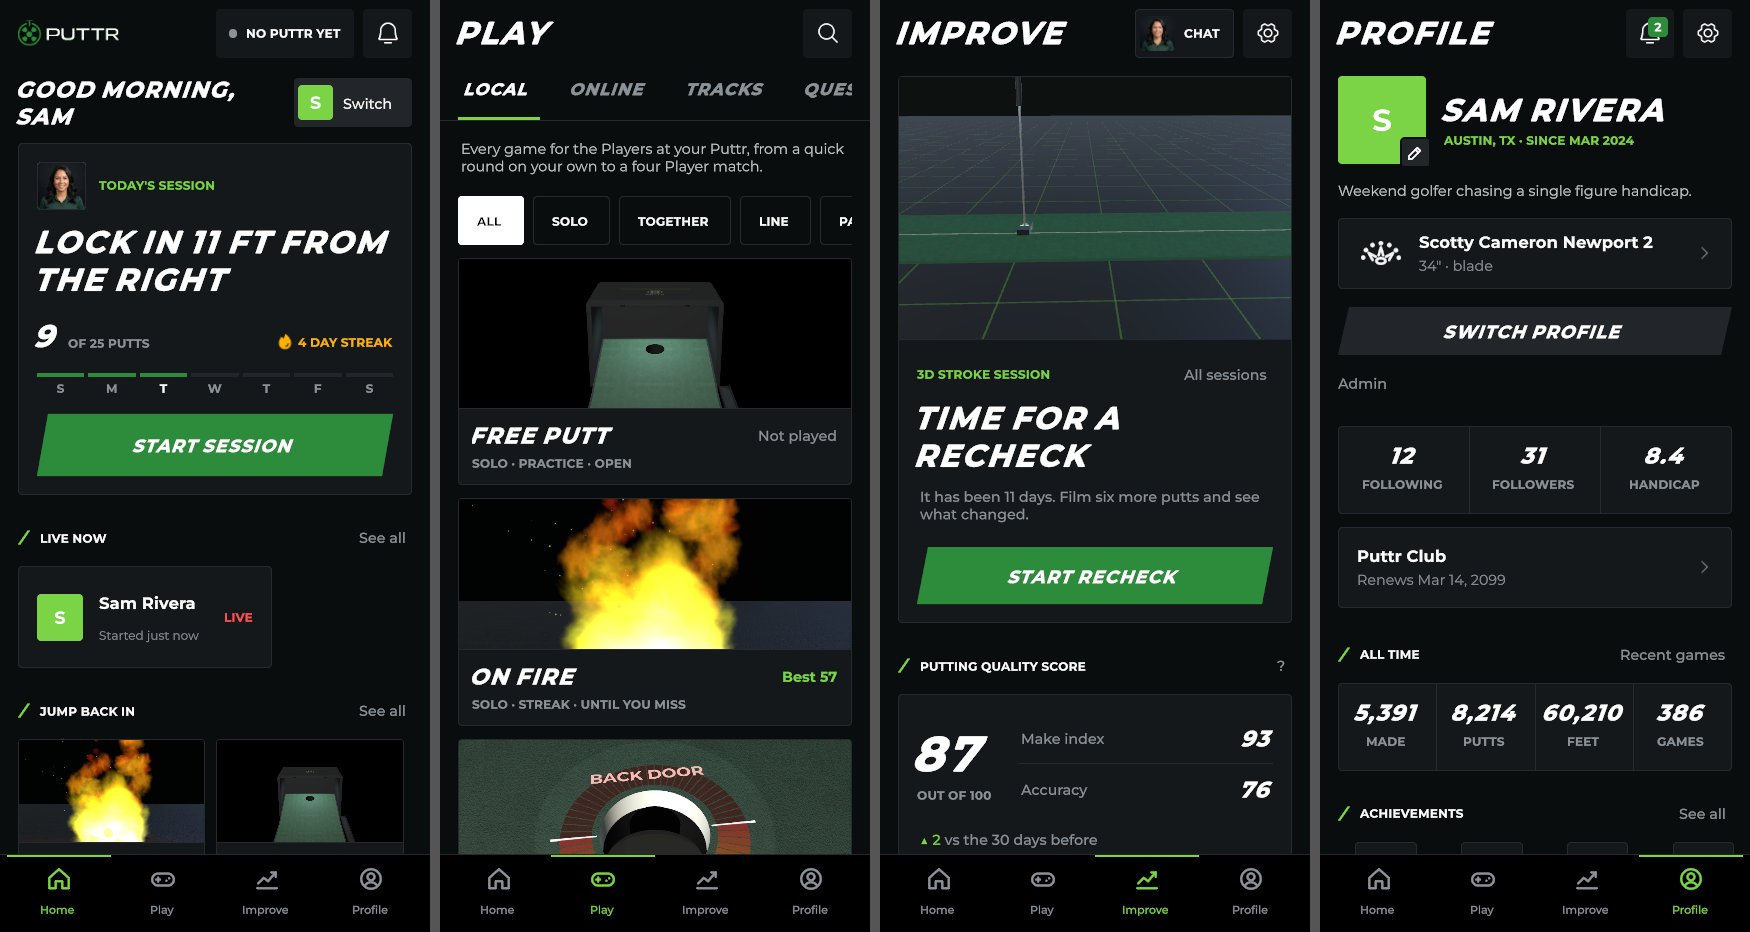 PUTTR
NO PUTTR YET
GOOD MORNING,
SAM
S
Switch
TODAY'S SESSION
LOCK IN 11 FT FROM
THE RIGHT
9 OF 25 PUTTS
4 DAY STREAK
S M T W T F S
START SESSION
LIVE NOW
See all
S
Sam Rivera
Started just now
LIVE
JUMP BACK IN
See all
Home
Play
Improve
Profile
PLAY
LOCAL
ONLINE
TRACKS
QUES
Every game for the Players at your Puttr, from a quick
round on your own to a four Player match.
ALL
SOLO
TOGETHER
LINE
PA
FREE PUTT
Not played
SOLO · PRACTICE · OPEN
ON FIRE
Best 57
SOLO · STREAK · UNTIL YOU MISS
BACK DOOR
Home
Play
Improve
Profile
IMPROVE
CHAT
3D STROKE SESSION
All sessions
TIME FOR A
RECHECK
It has been 11 days. Film six more putts and see
what changed.
START RECHECK
PUTTING QUALITY SCORE
?
87
OUT OF 100
Make index
93
Accuracy
76
▲ 2 vs the 30 days before
Home
Play
Improve
Profile
PROFILE
2
S
SAM RIVERA
AUSTIN, TX · SINCE MAR 2024
Weekend golfer chasing a single figure handicap.
Scotty Cameron Newport 2
34" · blade
SWITCH PROFILE
Admin
12
FOLLOWING
31
FOLLOWERS
8.4
HANDICAP
Puttr Club
Renews Mar 14, 2099
ALL TIME
Recent games
5,391
MADE
8,214
PUTTS
60,210
FEET
386
GAMES
ACHIEVEMENTS
See all
Home
Play
Improve
Profile